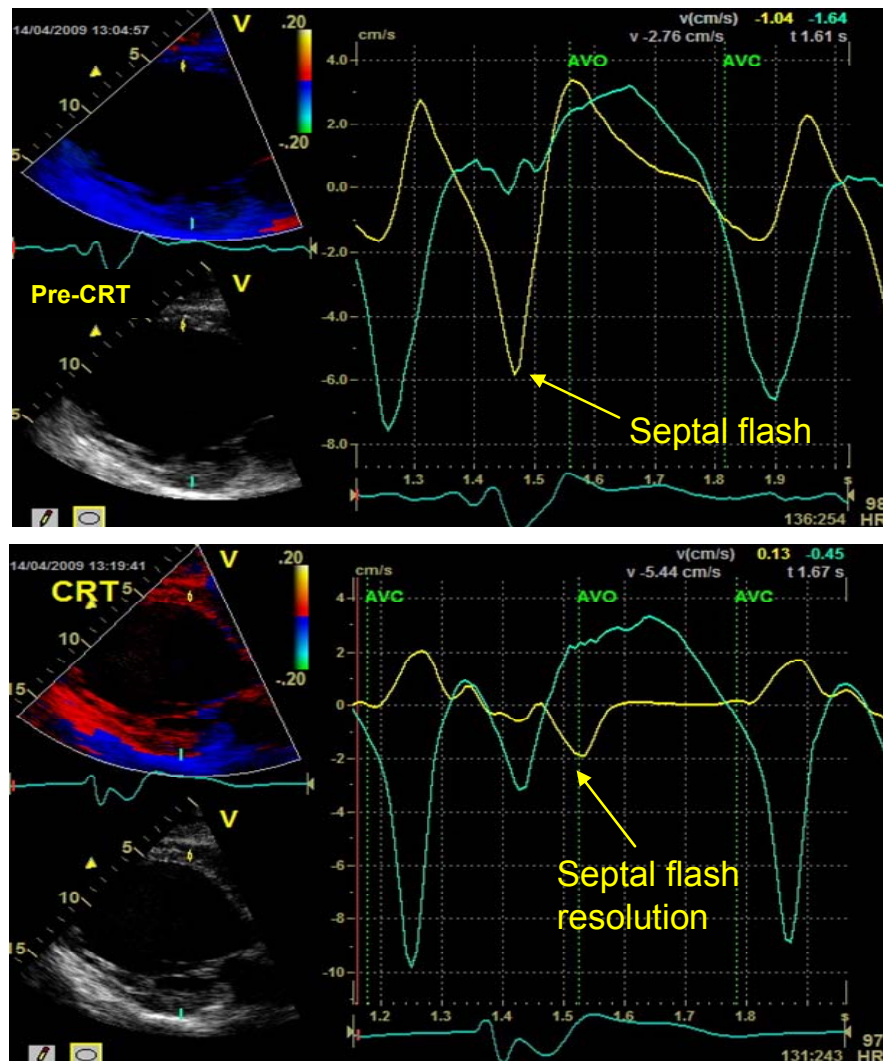 14/04/2009 13:04:57
V
.20
-.20
5
10
5
V
Pre-CRT
5
10
5
v(cm/s) -1.04 -1.64
v -2.76 cm/s t 1.61 s
4.0
cm/s
AVO
AVC
2.0
0.0
-2.0
-4.0
-6.0
-8.0
Septal flash
1.3 1.4 1.5 1.6 1.7 1.8 1.9 s
98
136:254 HR
14/04/2009 13:19:41
V
.20
-.20
CRT
5
10
15
V
5
10
15
v(cm/s) 0.13 -0.45
v -5.44 cm/s t 1.67 s
cm/s
4
AVC
AVO
AVC
2
0
-2
-4
-6
-8
-10
Septal flash
resolution
1.2 1.3 1.4 1.5 1.6 1.7 1.8 s
97
131:243 HR